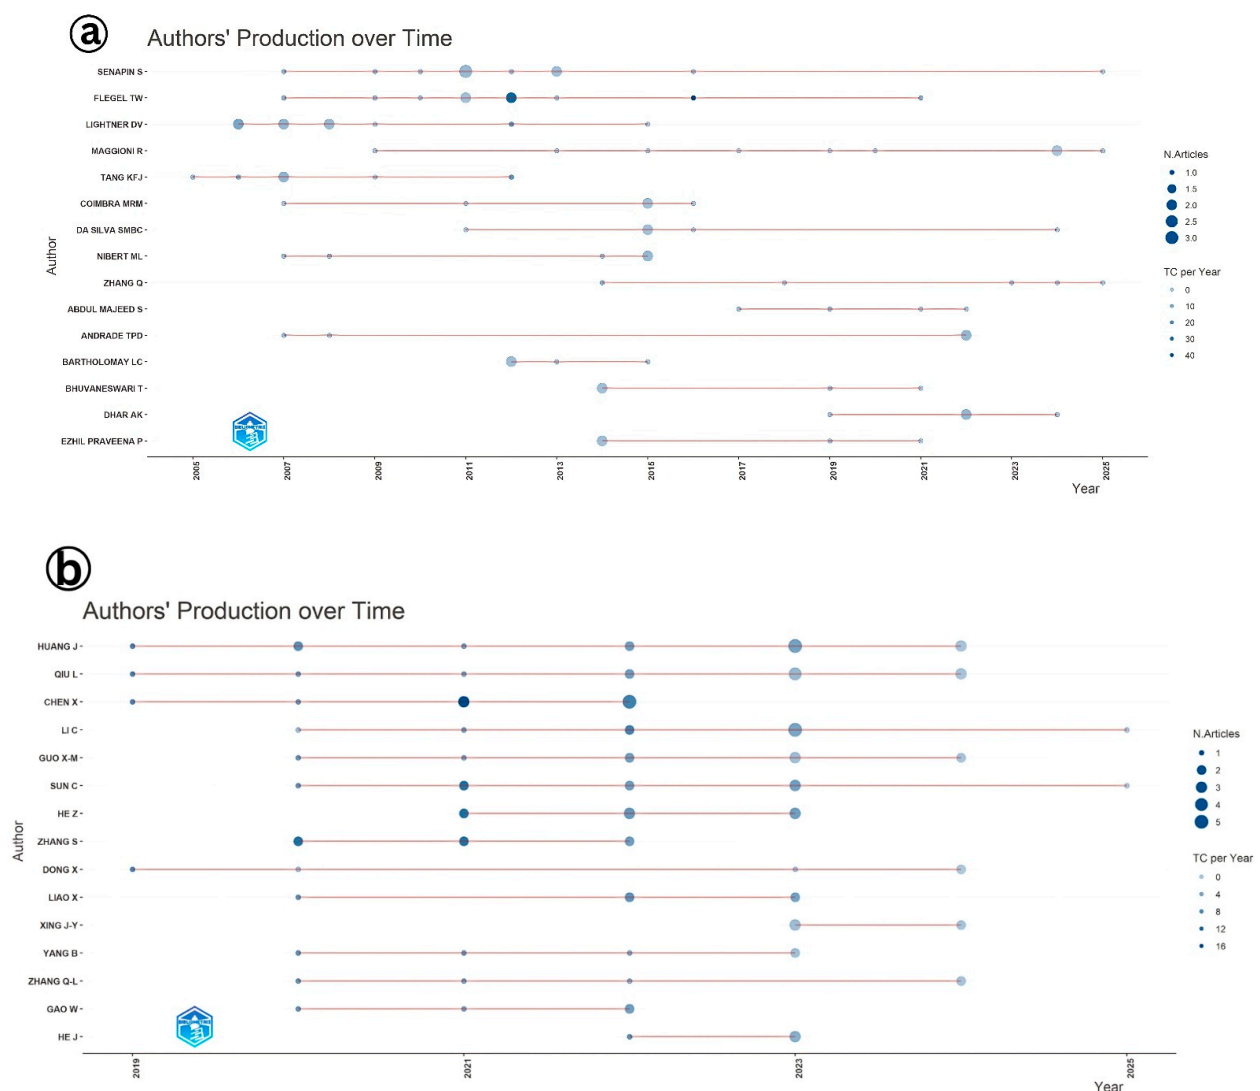 a
Authors' Production over Time
SENAPIN S
FLEGEL TW
LIGHTNER DV
MAGGIONI R
TANG KFJ
COIMBRA MRM
DA SILVA SMBC
NIBERT ML
ZHANG Q
ABDUL MAJEED S
ANDRADE TPD
BARTHOLOMAY LC
BHUVANESWARI T
DHAR AK
EZHIL PRAVEENA P
Author
N.Articles
1.0
1.5
2.0
2.5
3.0
TC per Year
0
10
20
30
40
BIBLIOMETRIX
2005
2007
2009
2011
2013
2015
2017
2019
2021
2023
2025
Year
b
Authors' Production over Time
HUANG J
QIU L
CHEN X
LI C
GUO X-M
SUN C
HE Z
ZHANG S
DONG X
LIAO X
XING J-Y
YANG B
ZHANG Q-L
GAO W
HE J
Author
N.Articles
1
2
3
4
5
TC per Year
0
4
8
12
16
BIBLIOMETRIX
2019
2021
2023
2025
Year